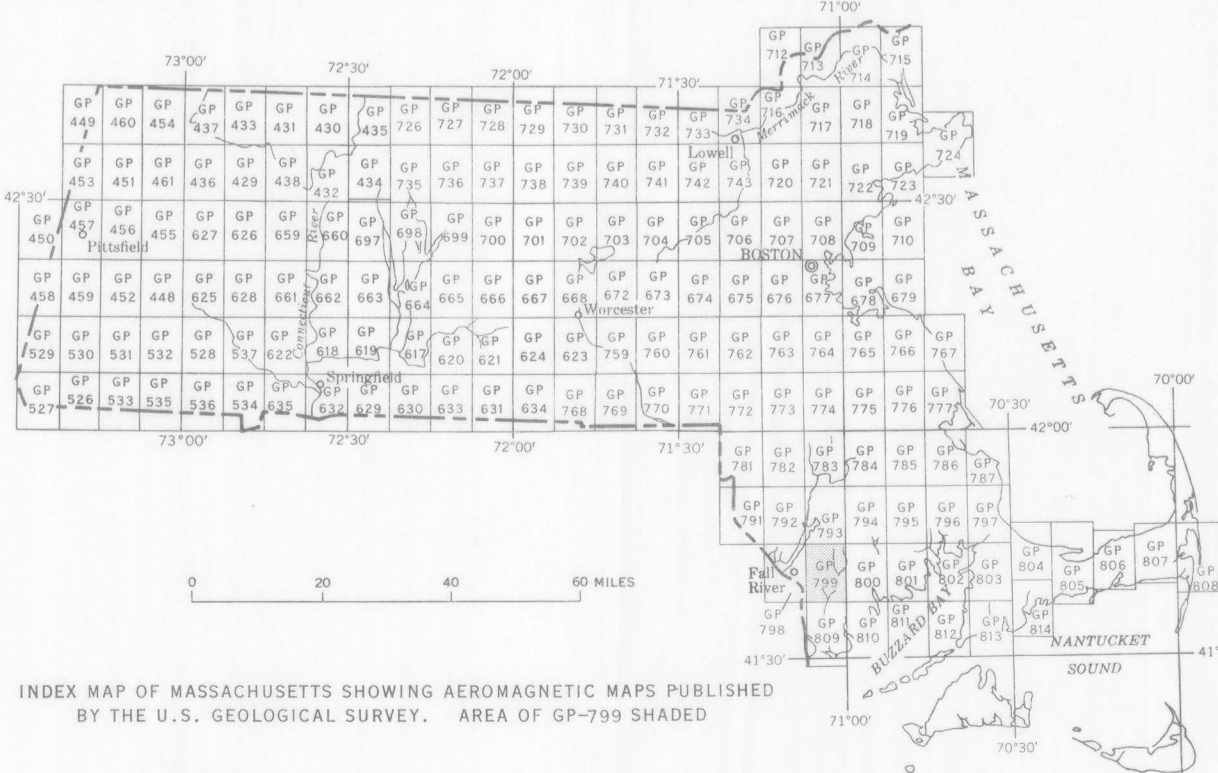 71°00'
GP 712 GP 713 GP 714 GP 715
73°00' 72°30' 72°00' 71°30'
GP 449 GP 460 GP 454 GP 437 GP 433 GP 431 GP 430 GP 435 GP 726 GP 727 GP 728 GP 729 GP 730 GP 731 GP 732 GP 733 GP 734 GP 716 GP 717 GP 718 GP 719
Merrimack River
Lowell
GP 724
GP 453 GP 451 GP 461 GP 436 GP 429 GP 438 GP 432 GP 434 GP 735 GP 736 GP 737 GP 738 GP 739 GP 740 GP 741 GP 742 GP 743 GP 720 GP 721 GP 722 GP 723
42°30' 42°30'
GP 450 GP 457 GP 456 GP 455 GP 627 GP 626 GP 659 GP 660 GP 697 GP 698 GP 699 GP 700 GP 701 GP 702 GP 703 GP 704 GP 705 GP 706 GP 707 GP 708 GP 709 GP 710
Pittsfield
BOSTON
MASSACHUSETTS BAY
GP 458 GP 459 GP 452 GP 448 GP 625 GP 628 GP 661 GP 662 GP 663 GP 664 GP 665 GP 666 GP 667 GP 668 GP 672 GP 673 GP 674 GP 675 GP 676 GP 677 GP 678 GP 679
Connecticut River
Worcester
GP 529 GP 530 GP 531 GP 532 GP 528 GP 537 GP 622 GP 618 GP 619 GP 617 GP 620 GP 621 GP 624 GP 623 GP 759 GP 760 GP 761 GP 762 GP 763 GP 764 GP 765 GP 766 GP 767
Springfield
GP 527 GP 526 GP 533 GP 535 GP 536 GP 534 GP 635 GP 632 GP 629 GP 630 GP 633 GP 631 GP 634 GP 768 GP 769 GP 770 GP 771 GP 772 GP 773 GP 774 GP 775 GP 776 GP 777
70°00'
70°30'
42°00'
73°00' 72°30' 72°00' 71°30'
GP 781 GP 782 GP 783 GP 784 GP 785 GP 786 GP 787
GP 791 GP 792 GP 793 GP 794 GP 795 GP 796 GP 797
Fall River
GP 799 GP 800 GP 801 GP 802 GP 803 GP 804 GP 805 GP 806 GP 807 GP 808
GP 798 GP 809 GP 810 GP 811 GP 812 GP 813 GP 814
BUZZARD BAY
NANTUCKET
SOUND
41°30' 41°
0 20 40 60 MILES
INDEX MAP OF MASSACHUSETTS SHOWING AEROMAGNETIC MAPS PUBLISHED
BY THE U.S. GEOLOGICAL SURVEY. AREA OF GP-799 SHADED
71°00'
70°30'